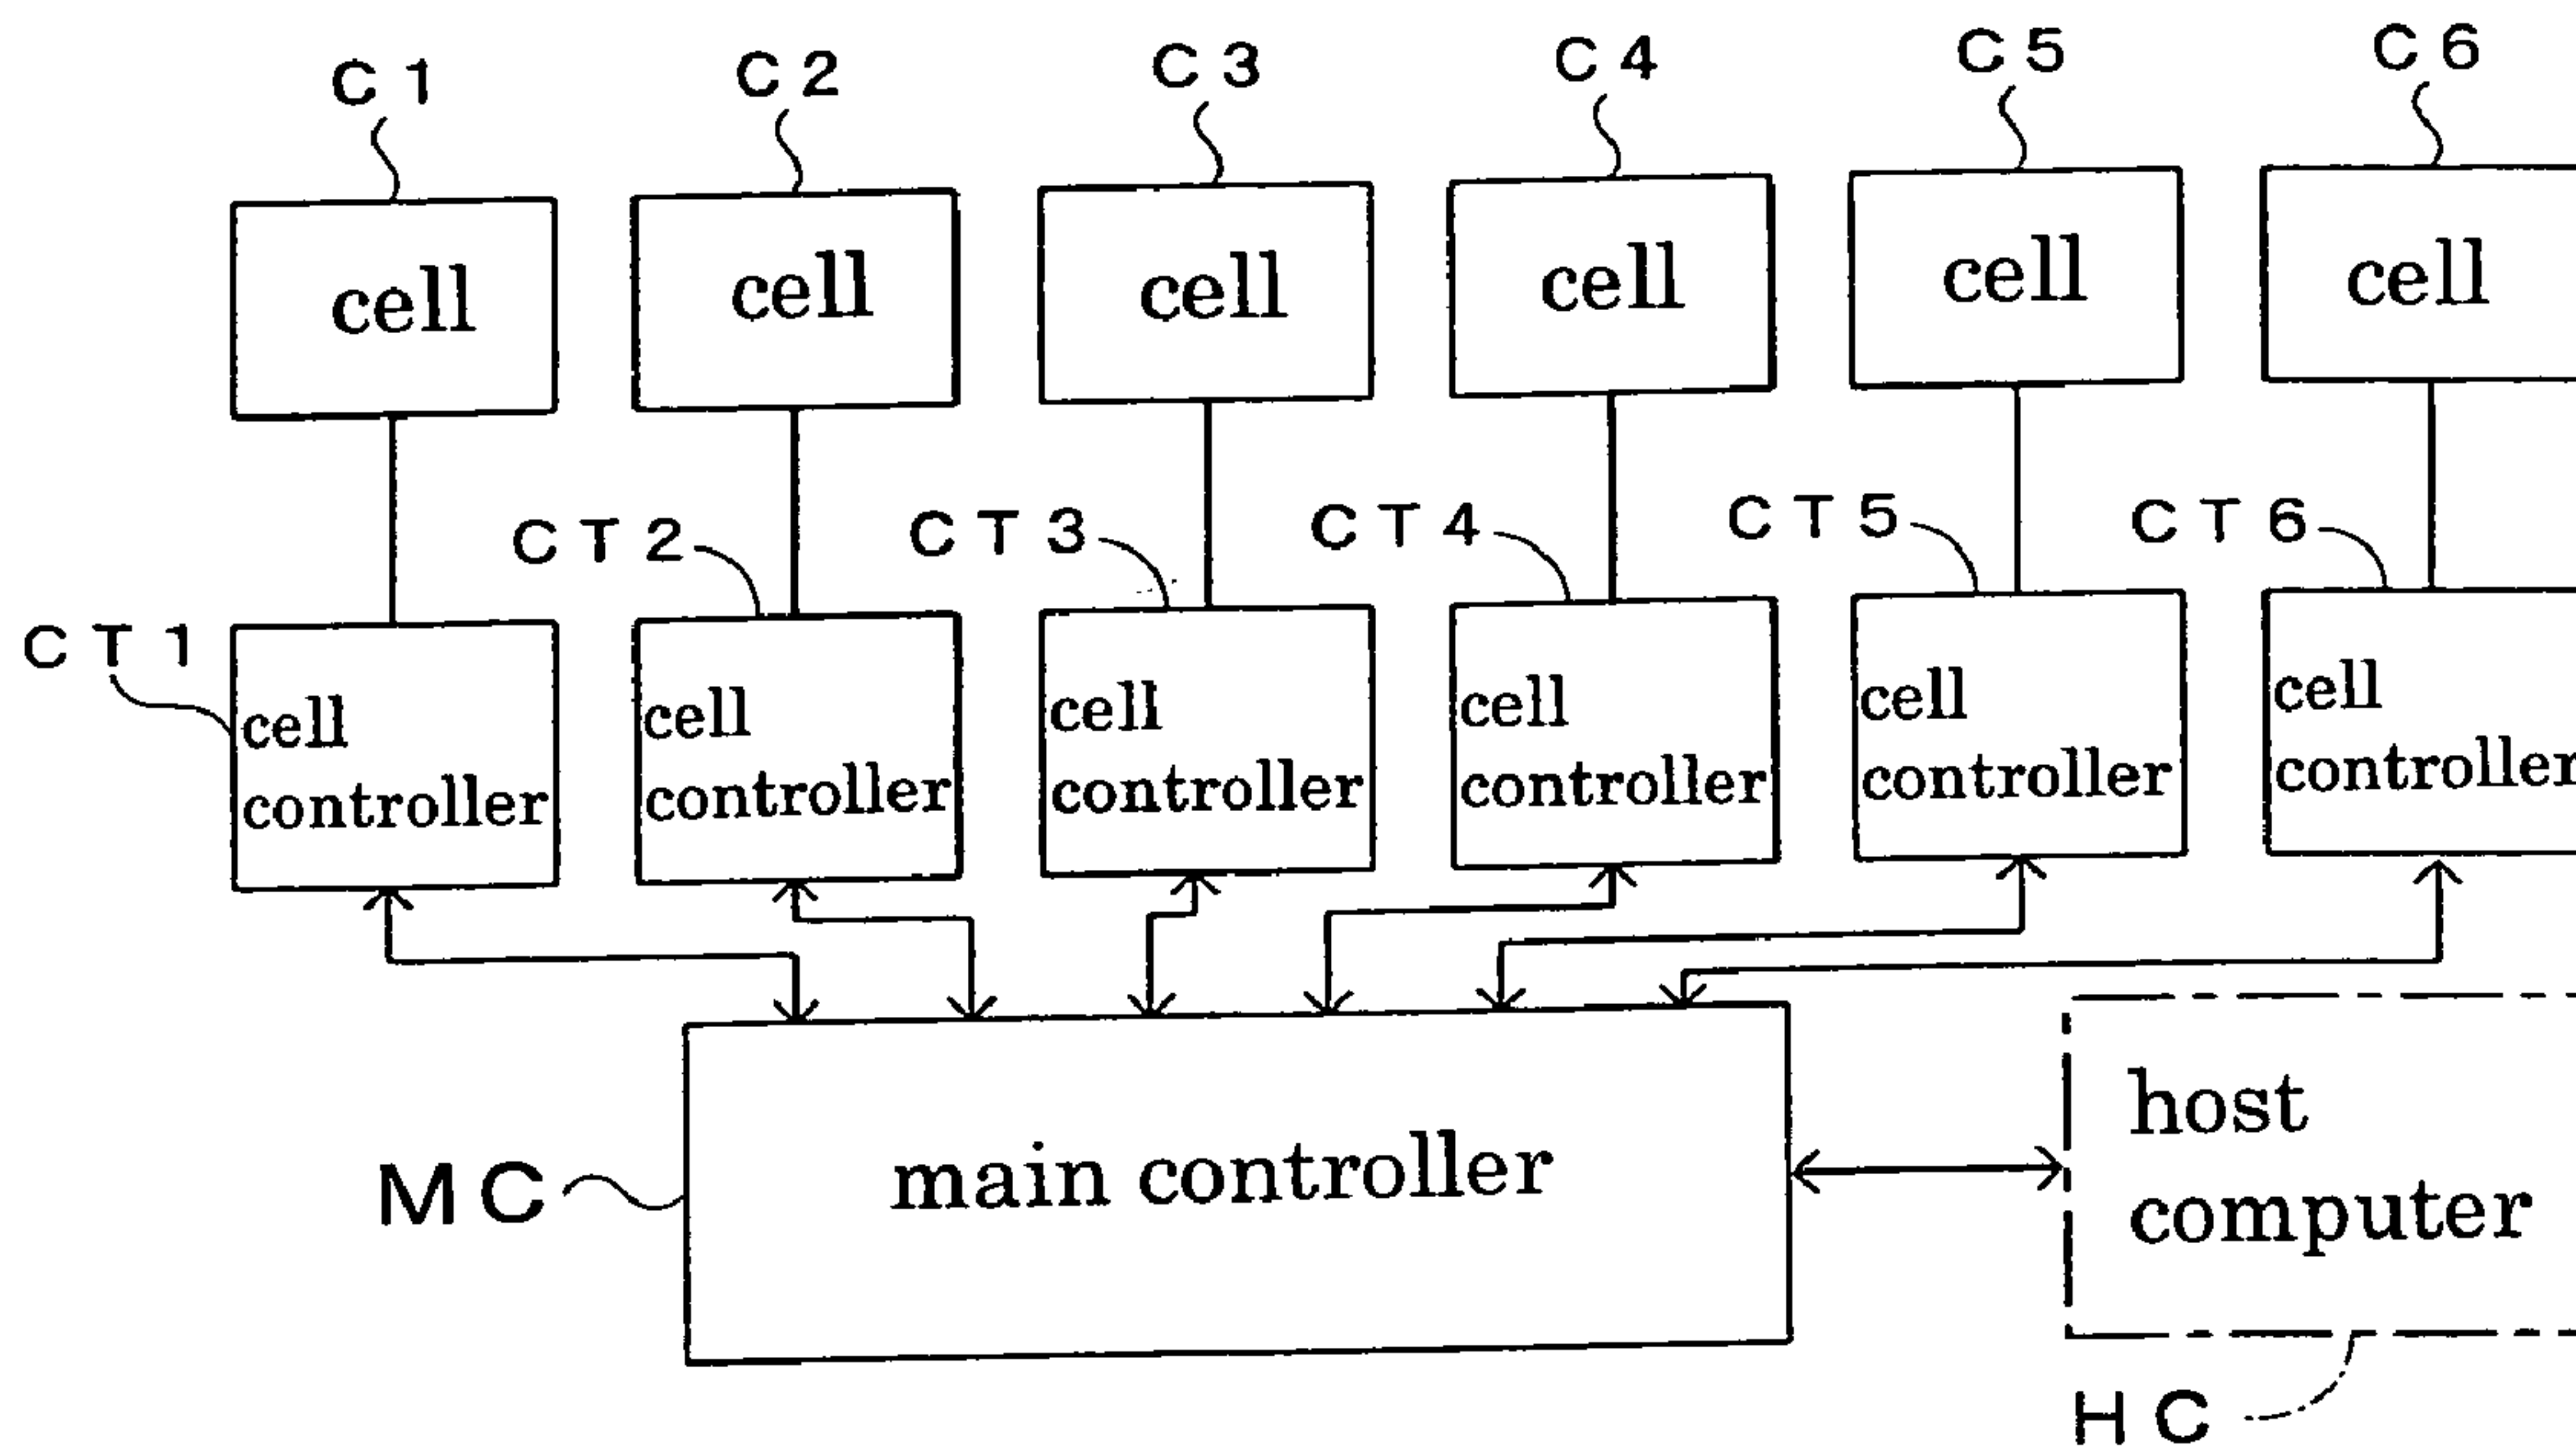 C1 C2 C3 C4 C5 C6
cell cell cell cell cell cell
CT1 CT2 CT3 CT4 CT5 CT6
cell cell cell cell cell cell
controller controller controller controller controller controller
MC
main controller
host
computer
HC